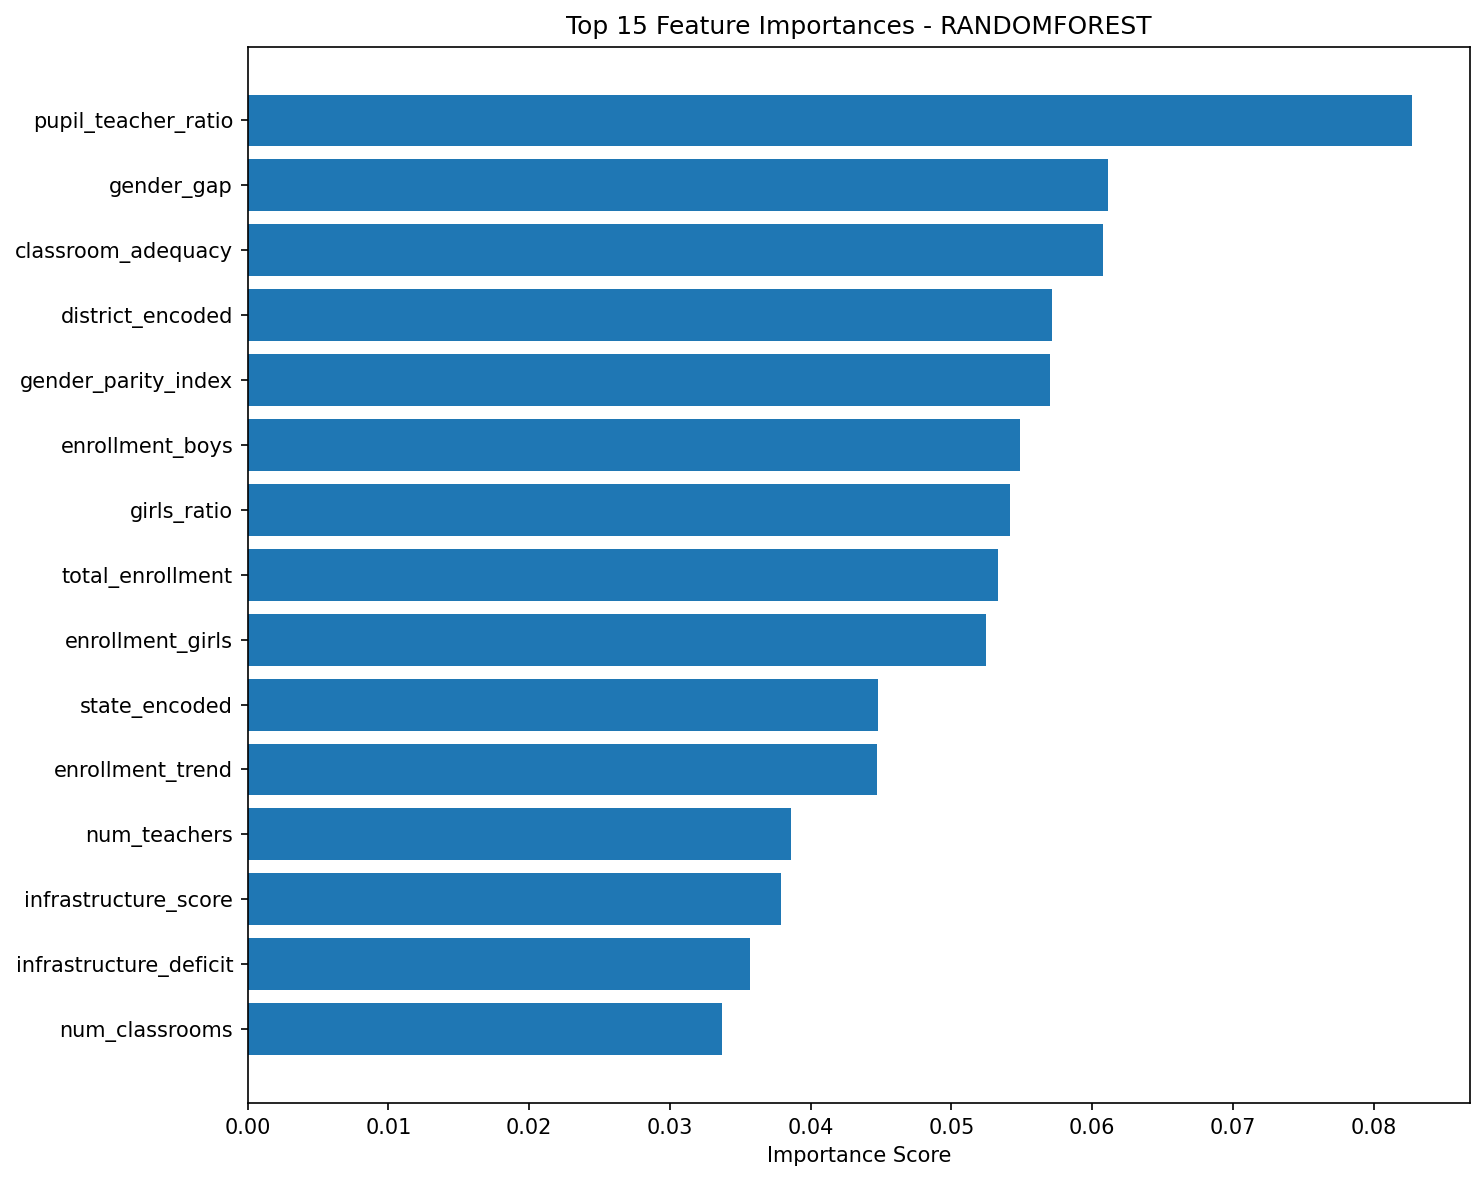 Top 15 Feature Importances - RANDOMFOREST
pupil_teacher_ratio
gender_gap
classroom_adequacy
district_encoded
gender_parity_index
enrollment_boys
girls_ratio
total_enrollment
enrollment_girls
state_encoded
enrollment_trend
num_teachers
infrastructure_score
infrastructure_deficit
num_classrooms
0.00 0.01 0.02 0.03 0.04 0.05 0.06 0.07 0.08
Importance Score